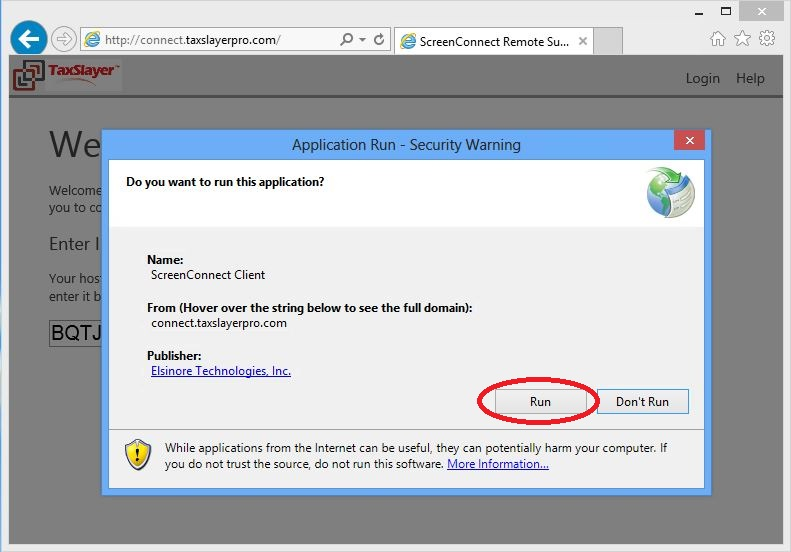 http://connect.taxslayerpro.com/
ScreenConnect Remote Su...
TaxSlayer™
Login Help
We
Application Run - Security Warning
Do you want to run this application?
Welcome
you to co
Enter I
Your host
enter it b
BQTJ
Name:
ScreenConnect Client
From (Hover over the string below to see the full domain):
connect.taxslayerpro.com
Publisher:
Elsinore Technologies, Inc.
Run Don't Run
While applications from the Internet can be useful, they can potentially harm your computer. If
you do not trust the source, do not run this software. More Information...